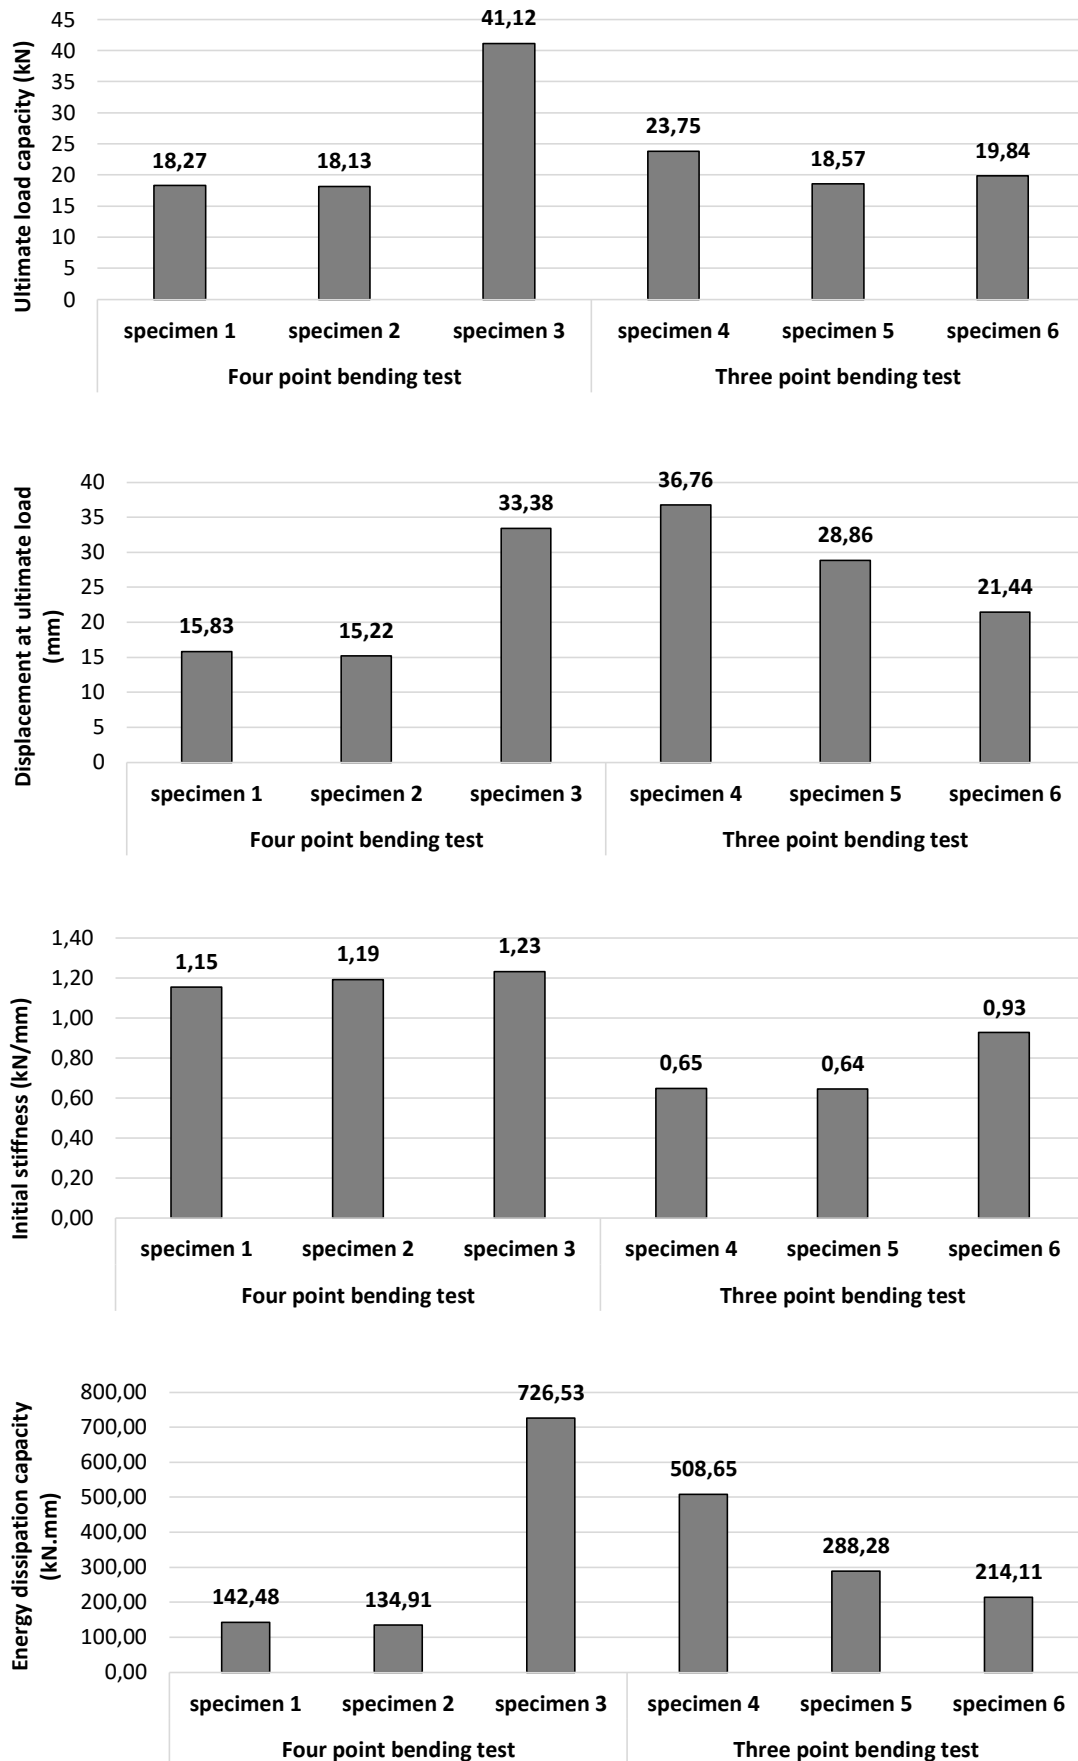 Ultimate load capacity (kN)
45
40
35
30
25
20
15
10
5
0
18,27
18,13
41,12
23,75
18,57
19,84
specimen 1
specimen 2
specimen 3
specimen 4
specimen 5
specimen 6
Four point bending test
Three point bending test
Displacement at ultimate load
(mm)
40
35
30
25
20
15
10
5
0
15,83
15,22
33,38
36,76
28,86
21,44
specimen 1
specimen 2
specimen 3
specimen 4
specimen 5
specimen 6
Four point bending test
Three point bending test
Initial stiffness (kN/mm)
1,40
1,20
1,00
0,80
0,60
0,40
0,20
0,00
1,15
1,19
1,23
0,65
0,64
0,93
specimen 1
specimen 2
specimen 3
specimen 4
specimen 5
specimen 6
Four point bending test
Three point bending test
Energy dissipation capacity
(kN.mm)
800,00
700,00
600,00
500,00
400,00
300,00
200,00
100,00
0,00
142,48
134,91
726,53
508,65
288,28
214,11
specimen 1
specimen 2
specimen 3
specimen 4
specimen 5
specimen 6
Four point bending test
Three point bending test